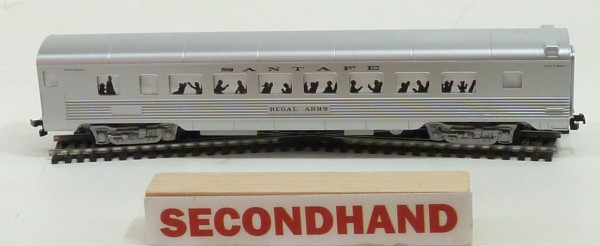 SANTA FE
REGAL ARMS
SECONDHAND